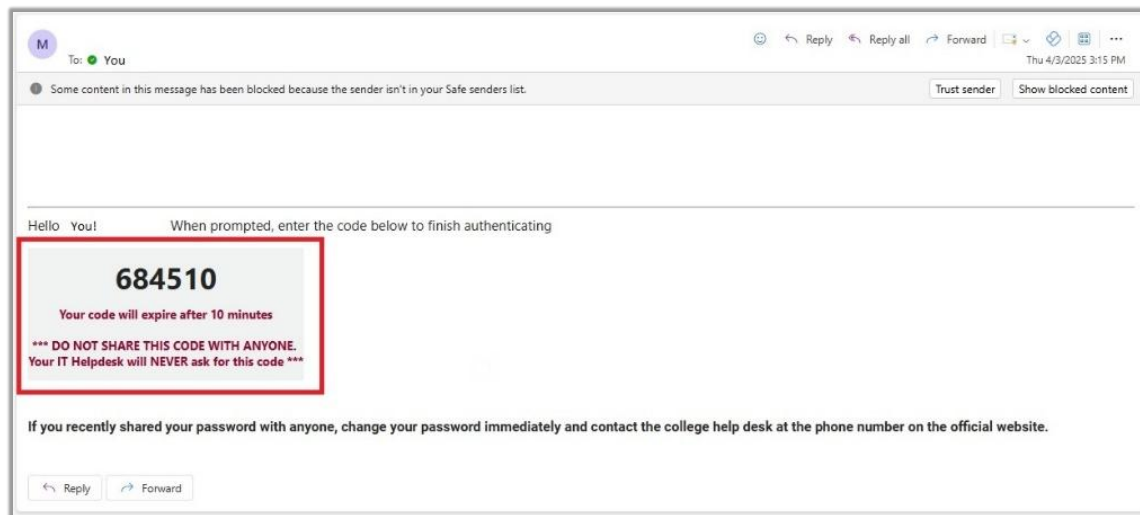 M
Reply Reply all Forward
To: You
Thu 4/3/2025 3:15 PM
Some content in this message has been blocked because the sender isn't in your Safe senders list. Trust sender Show blocked content
Hello You! When prompted, enter the code below to finish authenticating
684510
Your code will expire after 10 minutes
*** DO NOT SHARE THIS CODE WITH ANYONE.
Your IT Helpdesk will NEVER ask for this code ***
If you recently shared your password with anyone, change your password immediately and contact the college help desk at the phone number on the official website.
Reply Forward